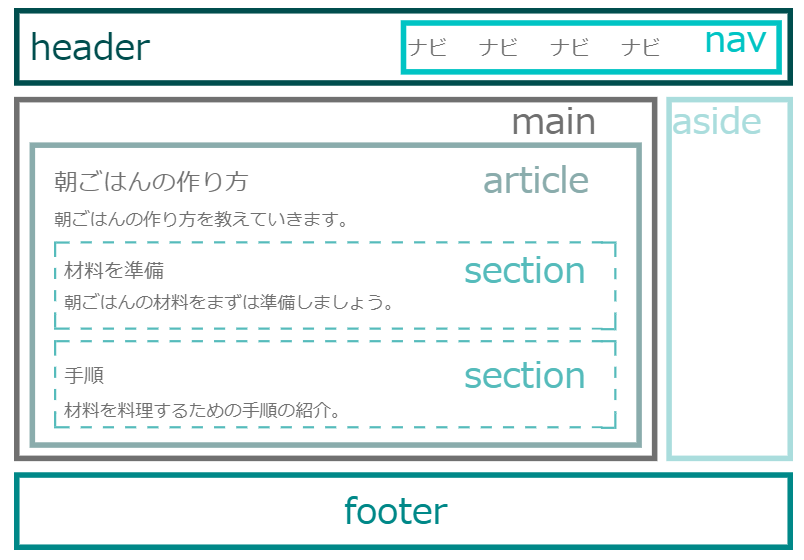 header
ナビ ナビ ナビ ナビ nav
main
aside
朝ごはんの作り方 article
朝ごはんの作り方を教えていきます。
材料を準備 section
朝ごはんの材料をまずは準備しましょう。
手順 section
材料を料理するための手順の紹介。
footer